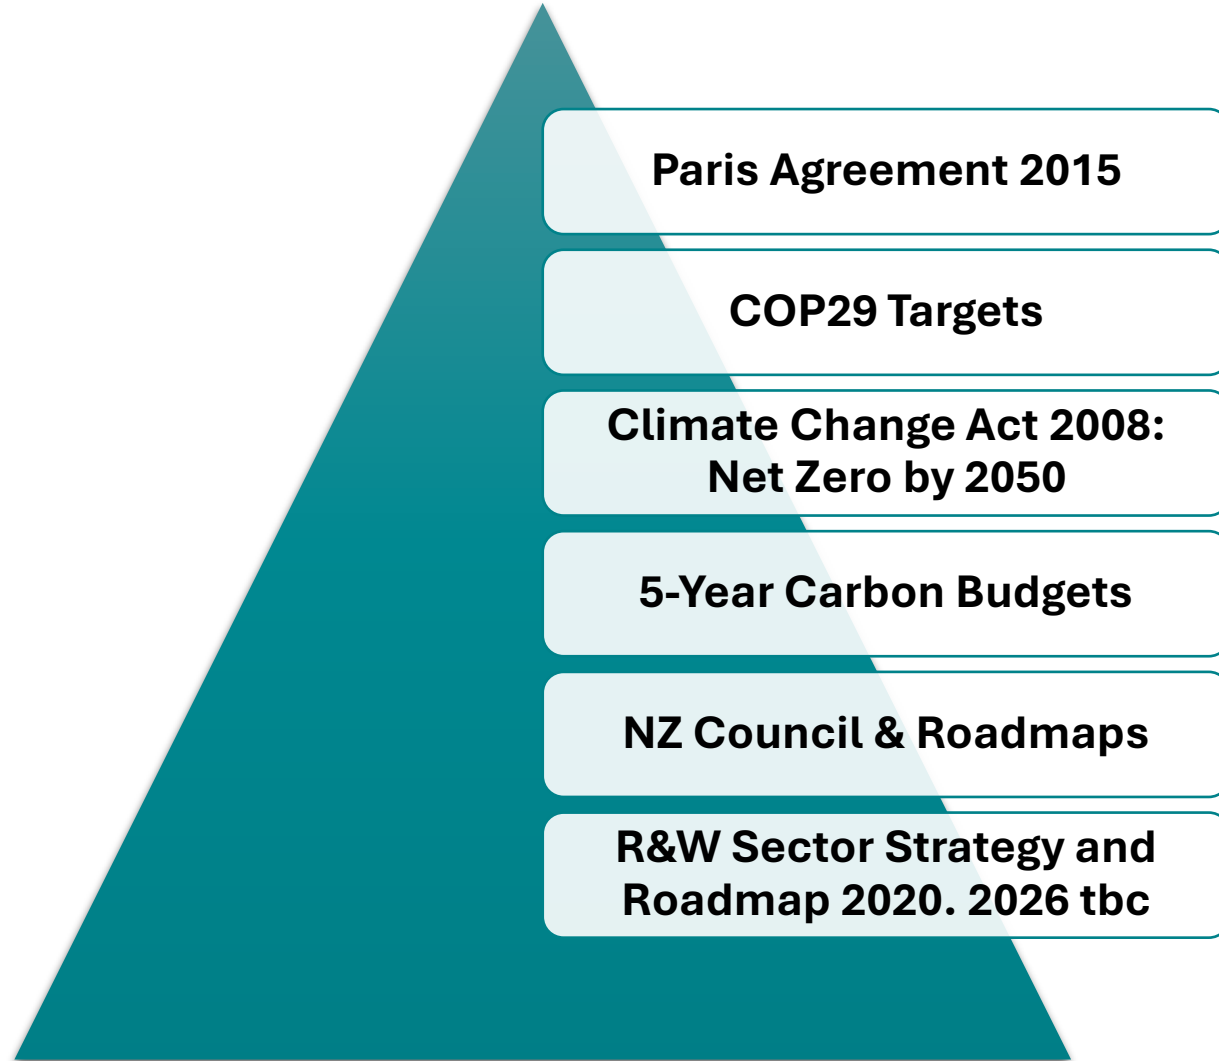 Paris Agreement 2015
COP29 Targets
Climate Change Act 2008:
Net Zero by 2050
5-Year Carbon Budgets
NZ Council & Roadmaps
R&W Sector Strategy and
Roadmap 2020. 2026 tbc